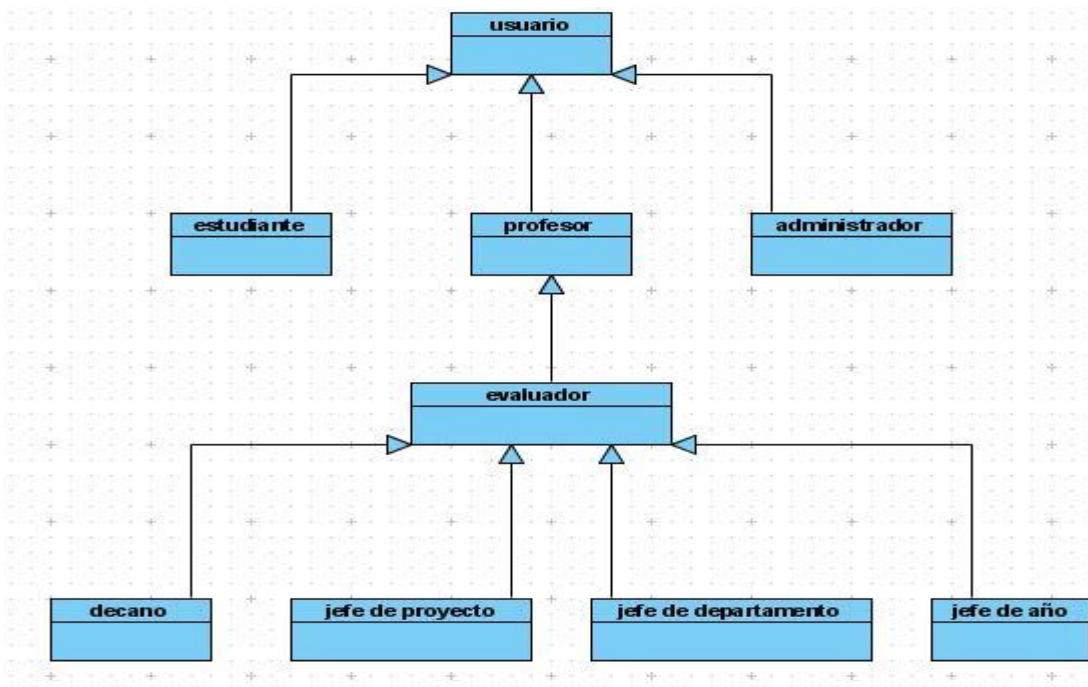 usuario
estudiante
profesor
administrador
evaluador
decano
jefe de proyecto
jefe de departamento
jefe de año